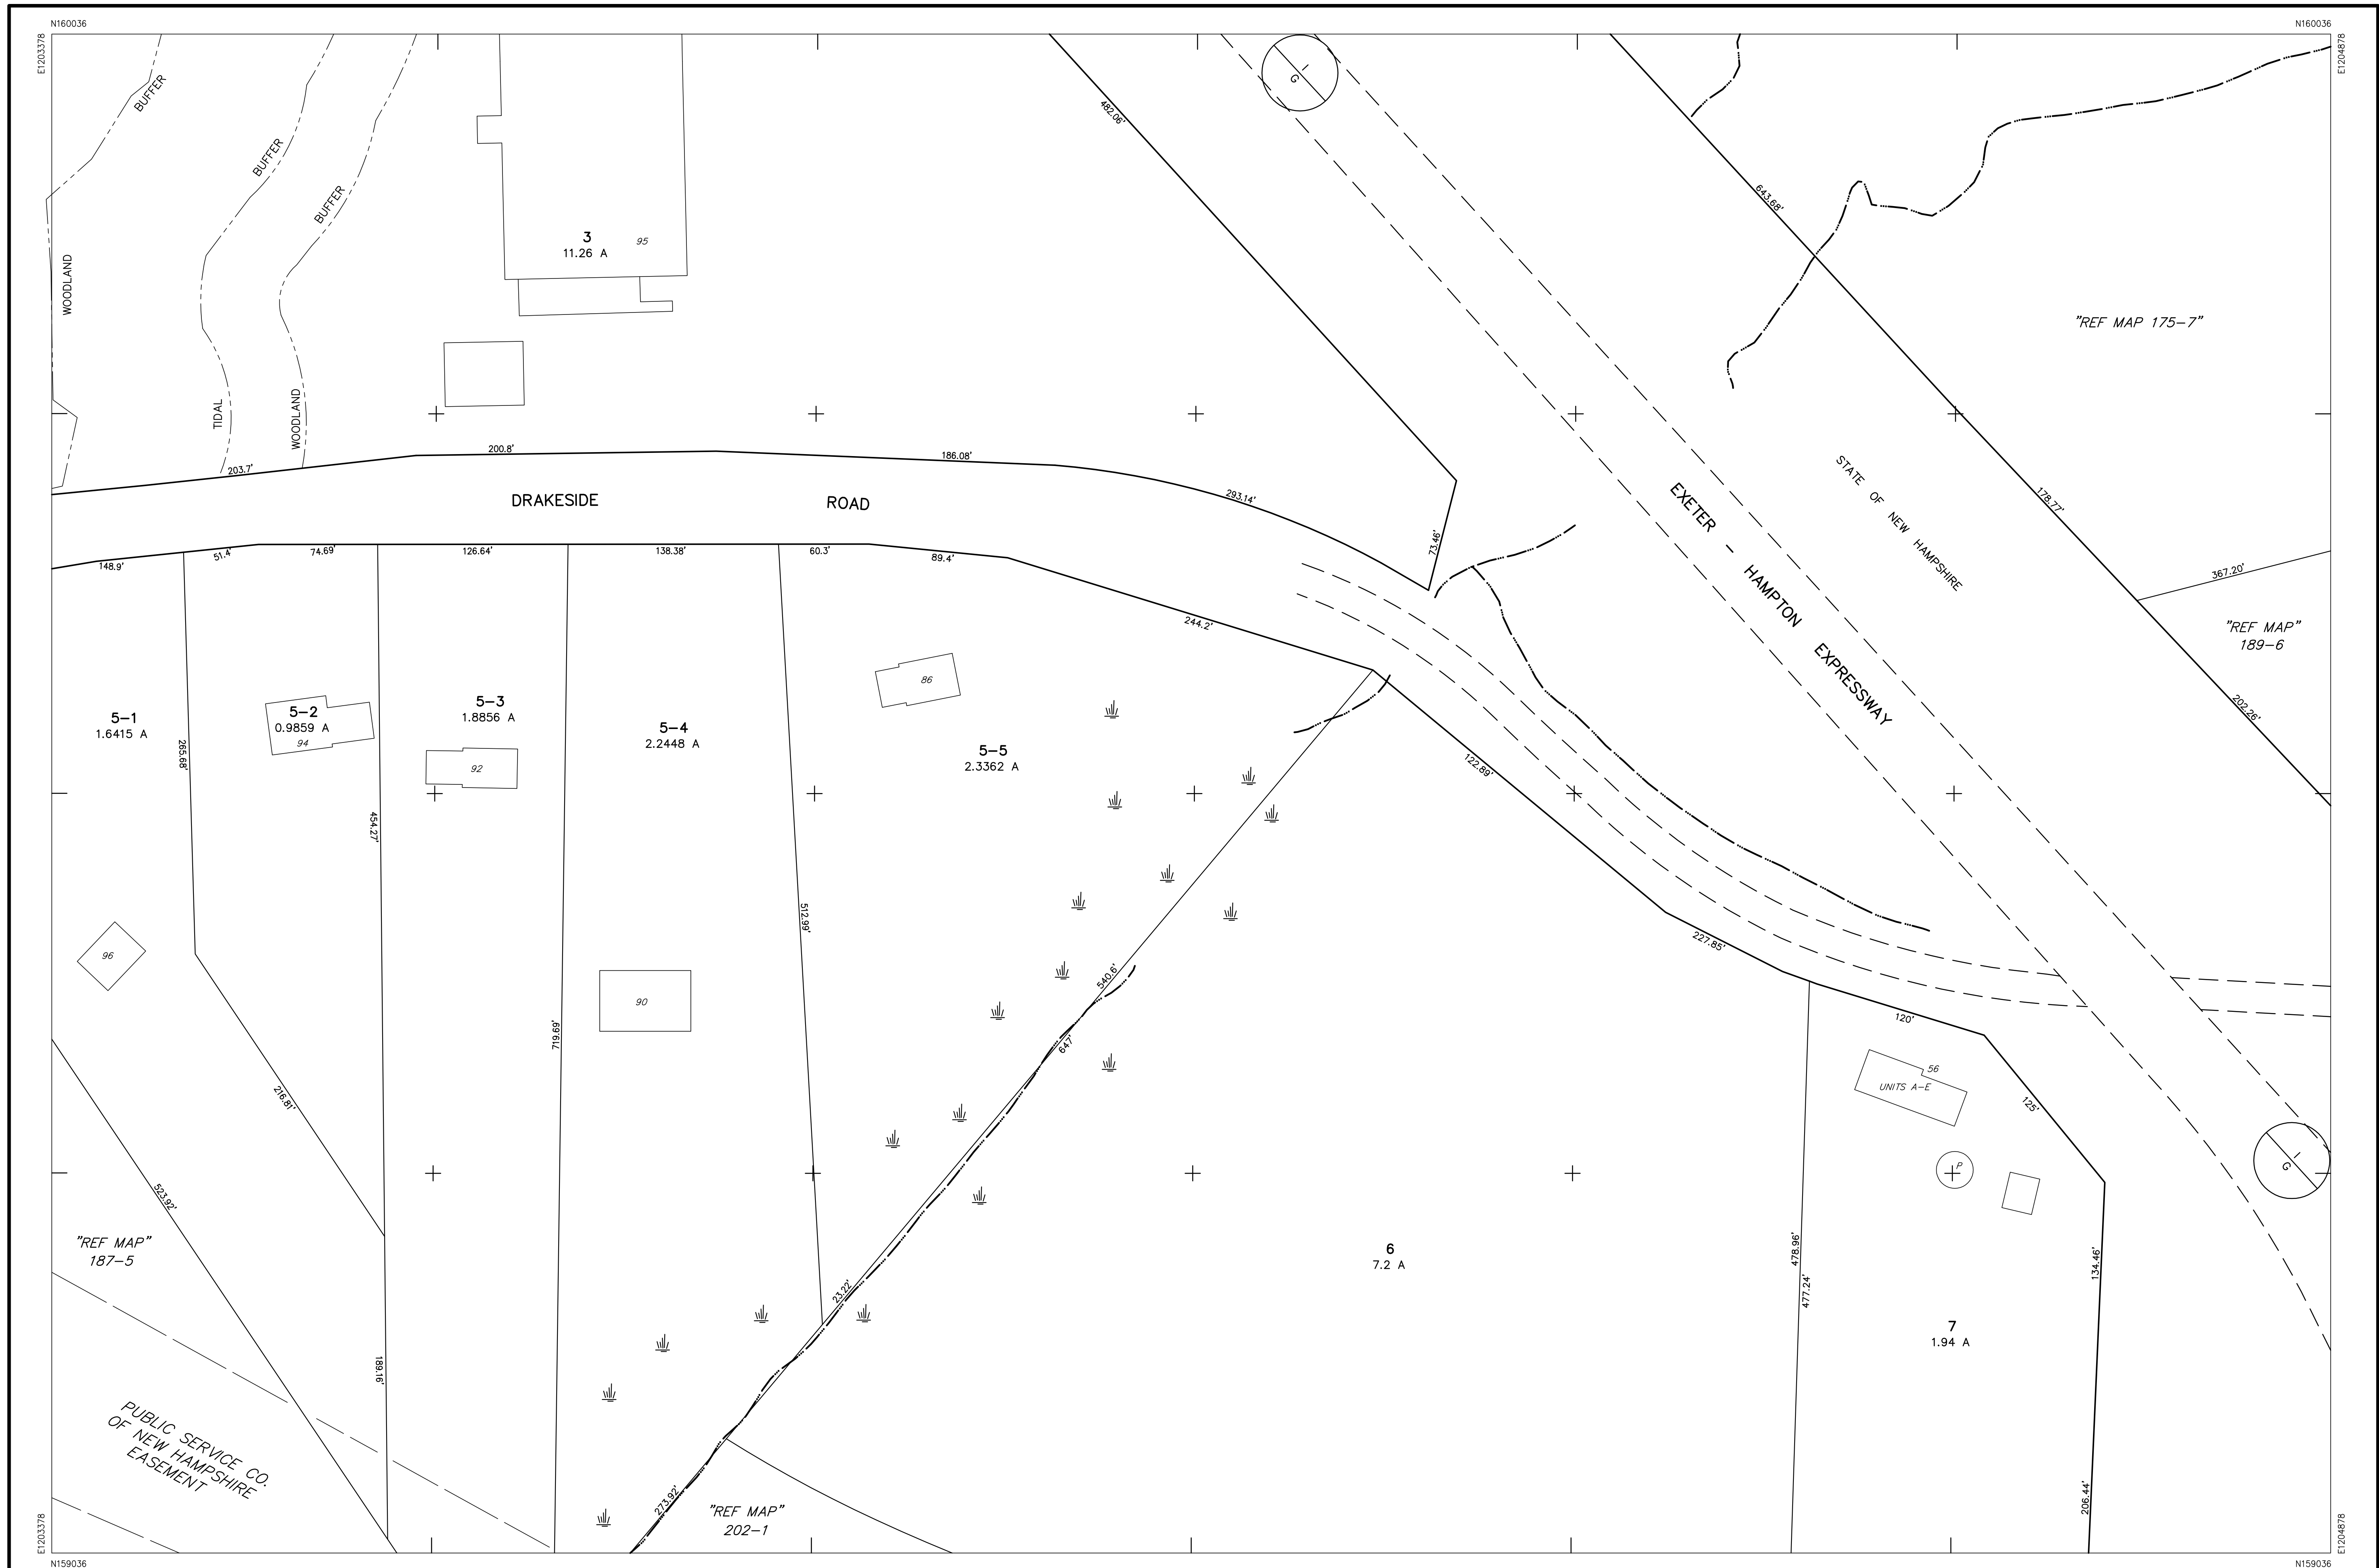 N160036
N160036
E1203378
E1204878
BUFFER
BUFFER
BUFFER
G
I
482.06'
643.68'
3
95
11.26 A
WOODLAND
TIDAL
WOODLAND
"REF MAP 175-7"
203.7'
200.8'
186.08'
293.14'
73.46'
DRAKESIDE ROAD
STATE OF NEW HAMPSHIRE
EXETER - HAMPTON EXPRESSWAY
178.77'
367.20'
"REF MAP"
189-6
202.26'
148.9'
51.4'
74.69'
126.64'
138.38'
60.3'
89.4'
244.2'
122.89'
227.85'
120'
125'
5-1
1.6415 A
5-2
0.9859 A
94
5-3
1.8856 A
92
5-4
2.2448 A
86
5-5
2.3362 A
265.68'
454.27'
719.69'
512.99'
96
90
540.6'
647'
216.81'
523.92'
56
UNITS A-E
P
G
I
"REF MAP"
187-5
6
7.2 A
478.96'
477.24'
134.46'
23.22'
7
1.94 A
189.16'
PUBLIC SERVICE CO.
OF NEW HAMPSHIRE
EASEMENT
273.92'
206.44'
"REF MAP"
202-1
E1203378
E1204878
N159036
N159036